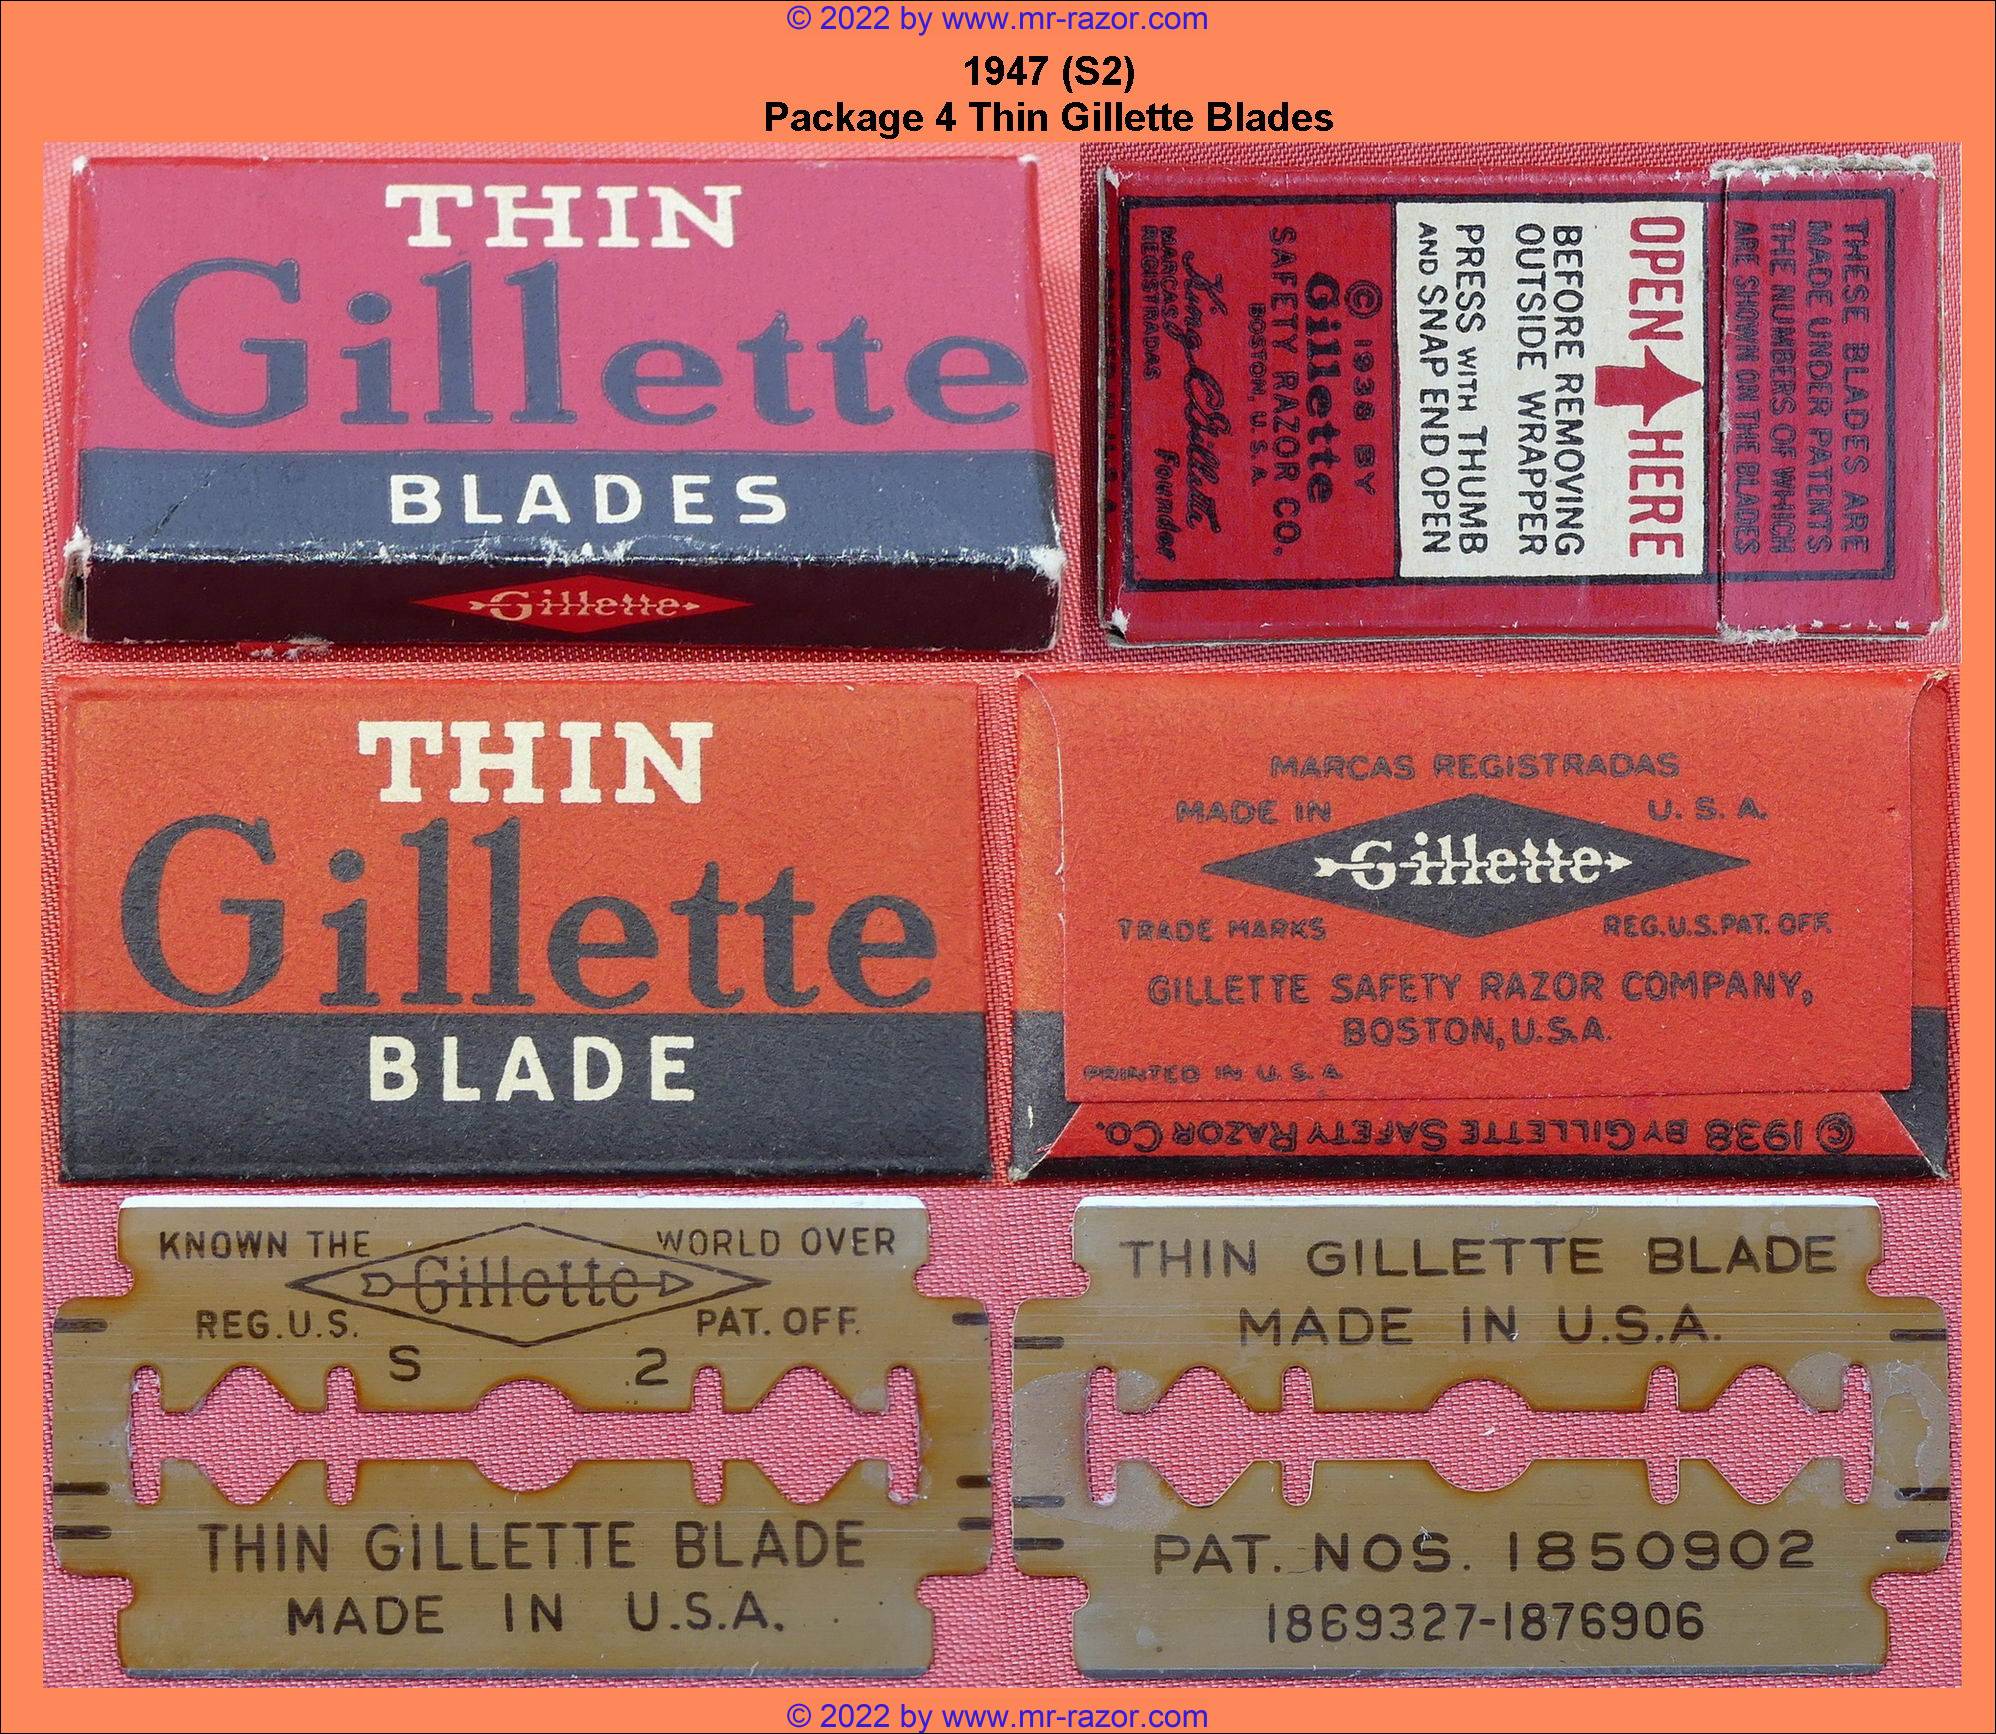 © 2022 by www.mr-razor.com
1947 (S2)
Package 4 Thin Gillette Blades
THIN
Gillette
BLADES
Gillette
THESE BLADES ARE
MADE UNDER PATENTS
THE NUMBERS OF WHICH
ARE SHOWN ON THE BLADES
OPEN HERE
BEFORE REMOVING
OUTSIDE WRAPPER
PRESS WITH THUMB
AND SNAP END OPEN
© 1938 BY
Gillette
SAFETY RAZOR CO.
BOSTON, U.S.A.
King C Gillette
Founder
MARCAS
REGISTRADAS
THIN
Gillette
BLADE
MARCAS REGISTRADAS
MADE IN U. S. A.
Gillette
TRADE MARKS REG.U.S.PAT. OFF.
GILLETTE SAFETY RAZOR COMPANY,
BOSTON, U.S.A.
PRINTED IN U. S. A.
© 1938 BY GILLETTE SAFETY RAZOR CO.
KNOWN THE WORLD OVER
Gillette
REG. U.S. PAT. OFF.
S 2
THIN GILLETTE BLADE
MADE IN U.S.A.
THIN GILLETTE BLADE
MADE IN U.S.A.
PAT. NOS. 1850902
1869327-1876906
© 2022 by www.mr-razor.com